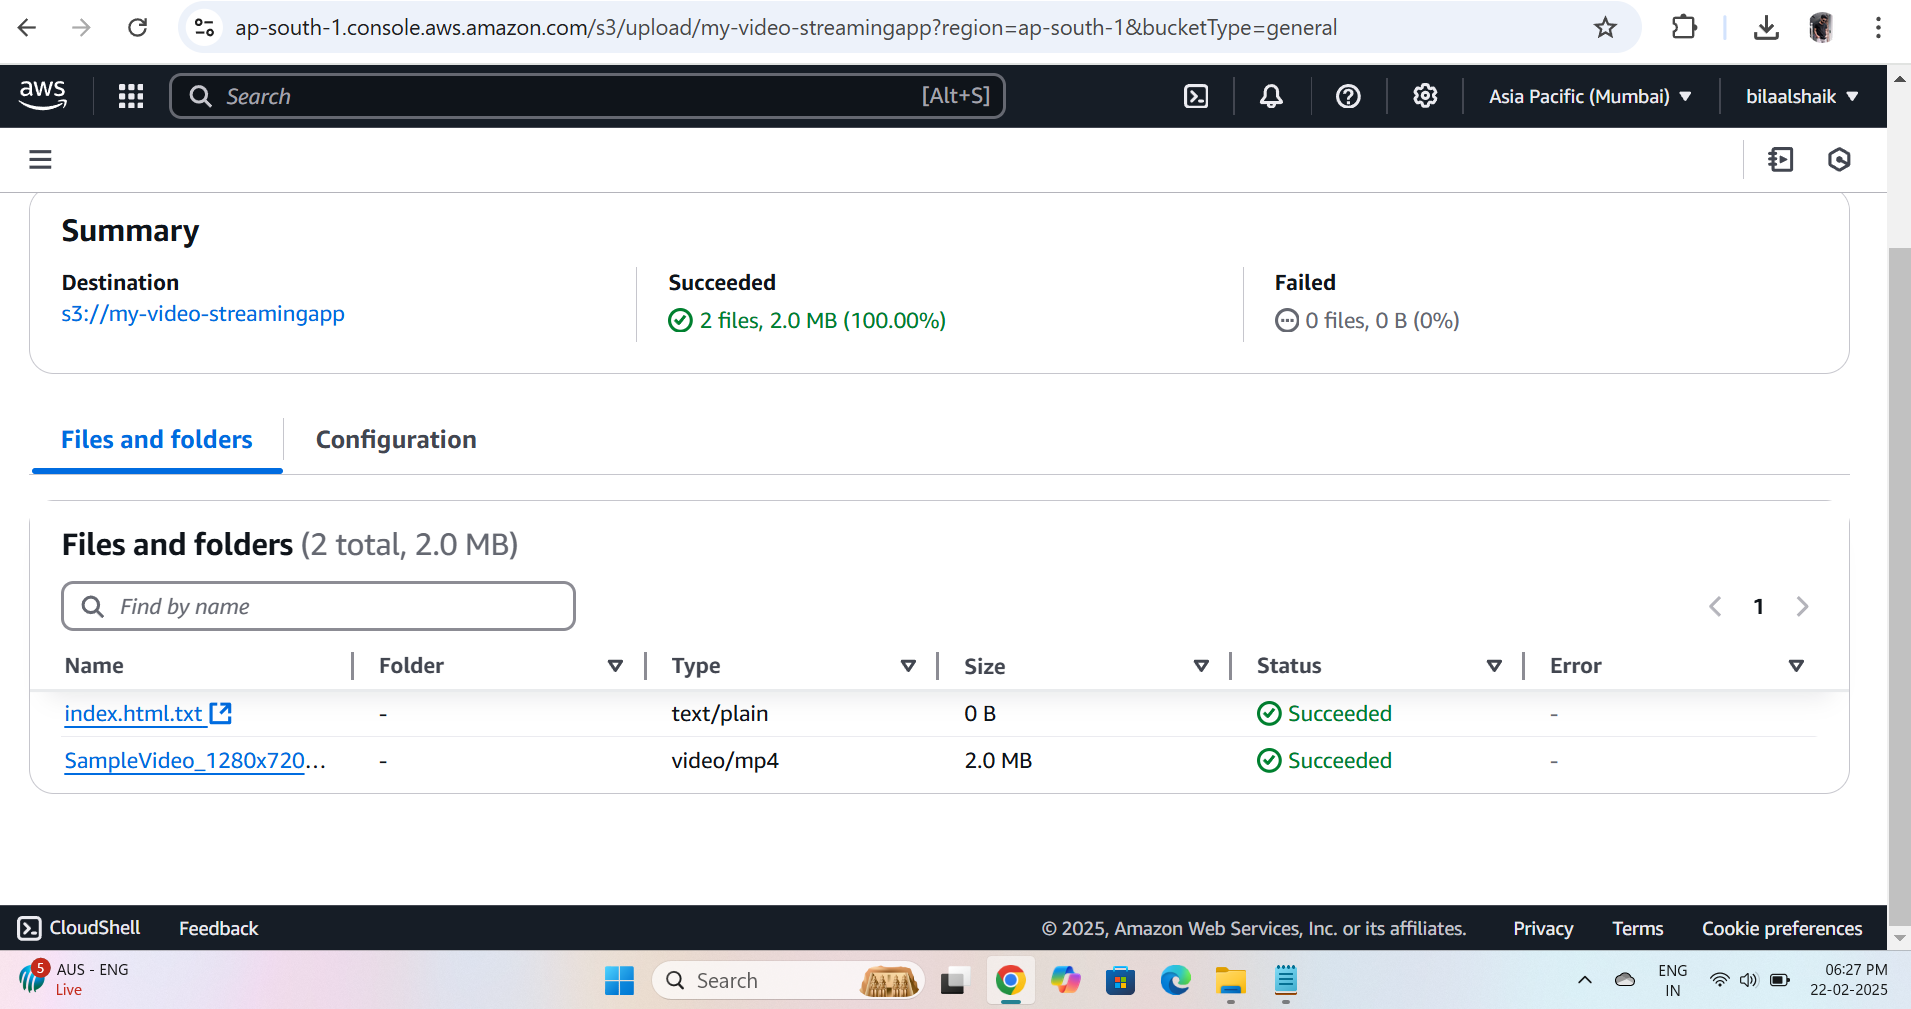 ap-south-1.console.aws.amazon.com/s3/upload/my-video-streamingapp?region=ap-south-1&bucketType=general
aws
Search [Alt+S]
Asia Pacific (Mumbai)
bilaalshaik
Summary
Destination
s3://my-video-streamingapp
Succeeded
2 files, 2.0 MB (100.00%)
Failed
0 files, 0 B (0%)
Files and folders
Configuration
Files and folders (2 total, 2.0 MB)
Find by name
1
Name Folder Type Size Status Error
index.html.txt - text/plain 0 B Succeeded -
SampleVideo_1280x720... - video/mp4 2.0 MB Succeeded -
CloudShell Feedback © 2025, Amazon Web Services, Inc. or its affiliates. Privacy Terms Cookie preferences
5
AUS - ENG
Live
Search
ENG
IN
06:27 PM
22-02-2025